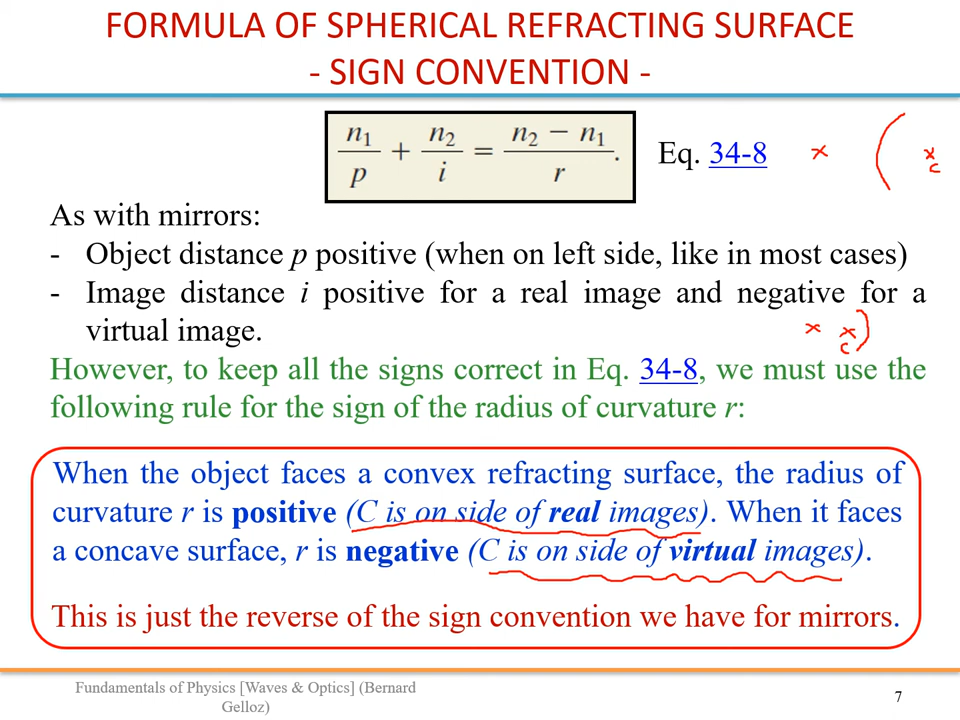 FORMULA OF SPHERICAL REFRACTING SURFACE
- SIGN CONVENTION -
n₁/p + n₂/i = (n₂ − n₁)/r.
Eq. 34-8
x
x
c
As with mirrors:
- Object distance p positive (when on left side, like in most cases)
- Image distance i positive for a real image and negative for a
virtual image.
x
x
c
However, to keep all the signs correct in Eq. 34-8, we must use the
following rule for the sign of the radius of curvature r:
When the object faces a convex refracting surface, the radius of
curvature r is positive (C is on side of real images). When it faces
a concave surface, r is negative (C is on side of virtual images).
This is just the reverse of the sign convention we have for mirrors.
Fundamentals of Physics [Waves & Optics] (Bernard
Gelloz)
7